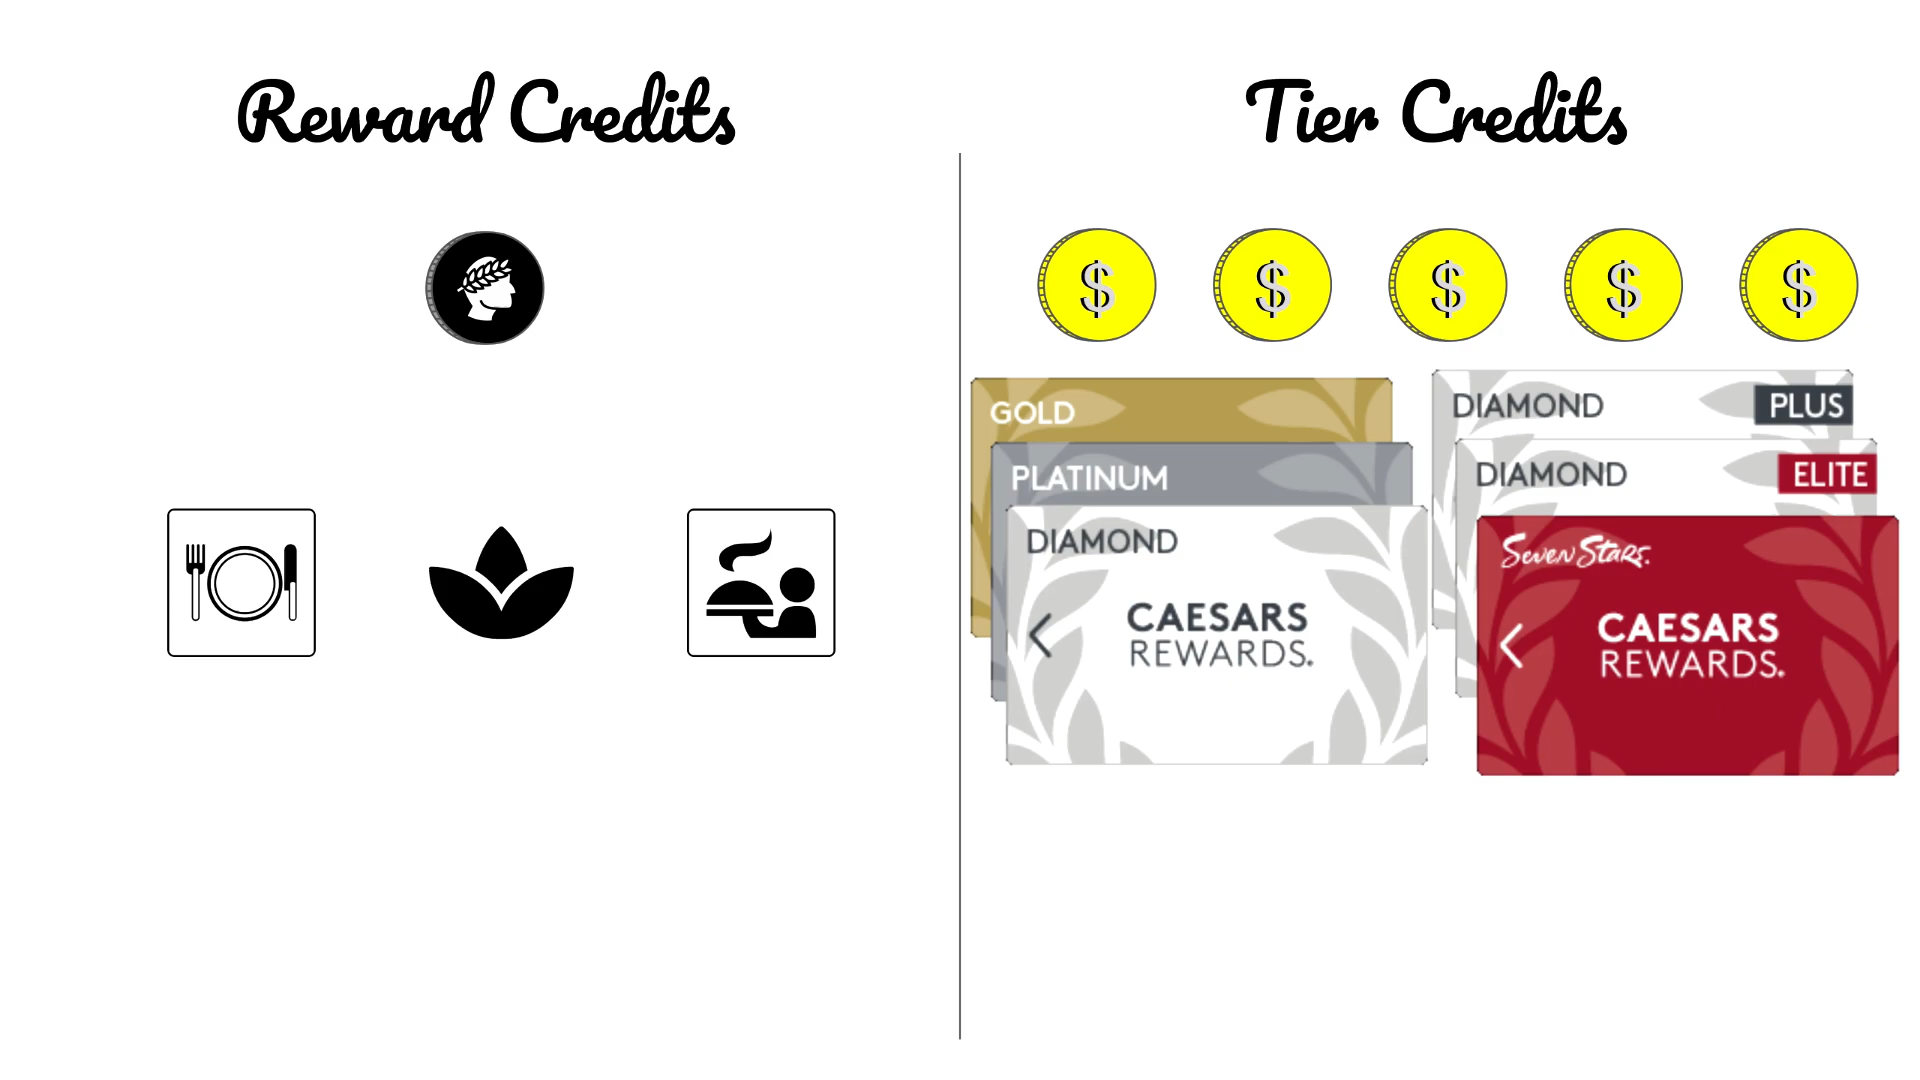 Reward Credits
Tier Credits
$ $ $ $ $
GOLD
PLATINUM
DIAMOND
CAESARS
REWARDS.
DIAMOND PLUS
DIAMOND ELITE
Seven Stars.
CAESARS
REWARDS.